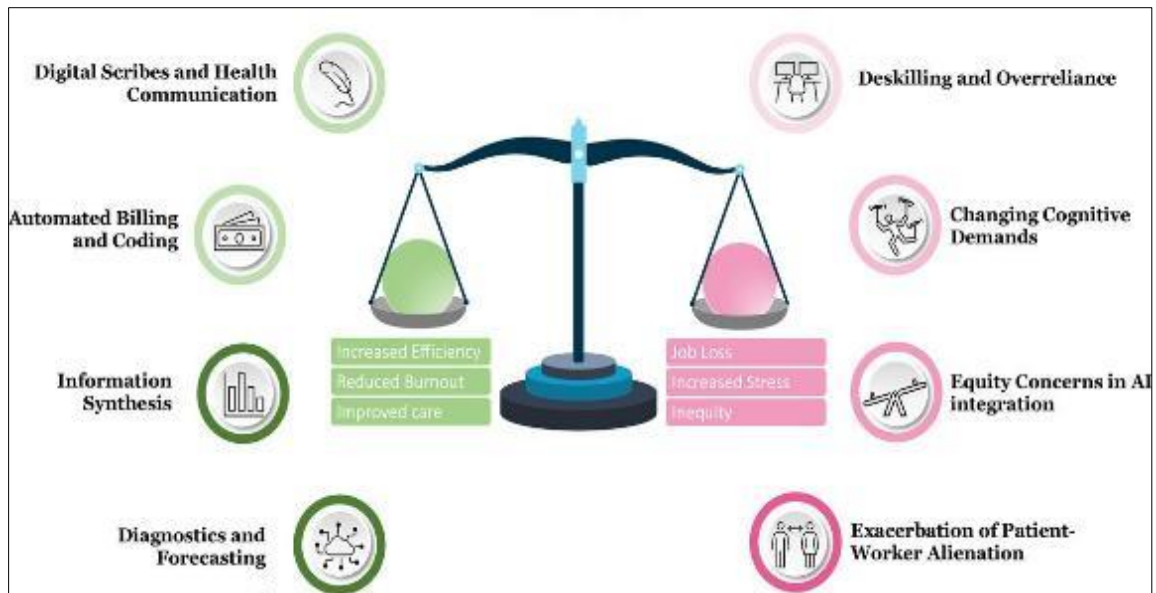 Digital Scribes and Health
Communication
Automated Billing
and Coding
Information
Synthesis
Diagnostics and
Forecasting
Increased Efficiency
Reduced Burnout
Improved care
Job Loss
Increased Stress
Inequity
Deskilling and Overreliance
Changing Cognitive
Demands
Equity Concerns in AI
integration
Exacerbation of Patient-
Worker Alienation